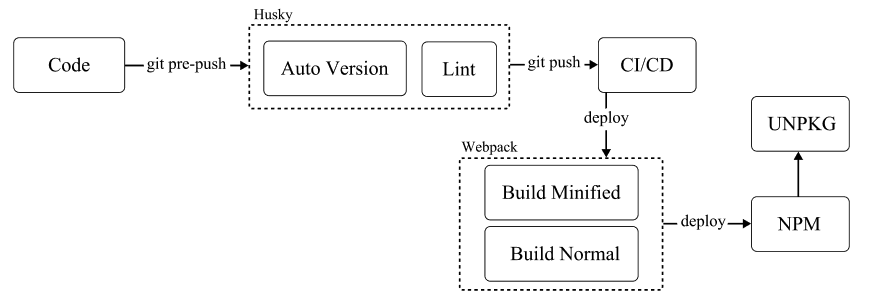 Husky
Code
git pre-push
Auto Version
Lint
git push
CI/CD
deploy
Webpack
Build Minified
Build Normal
deploy
UNPKG
NPM